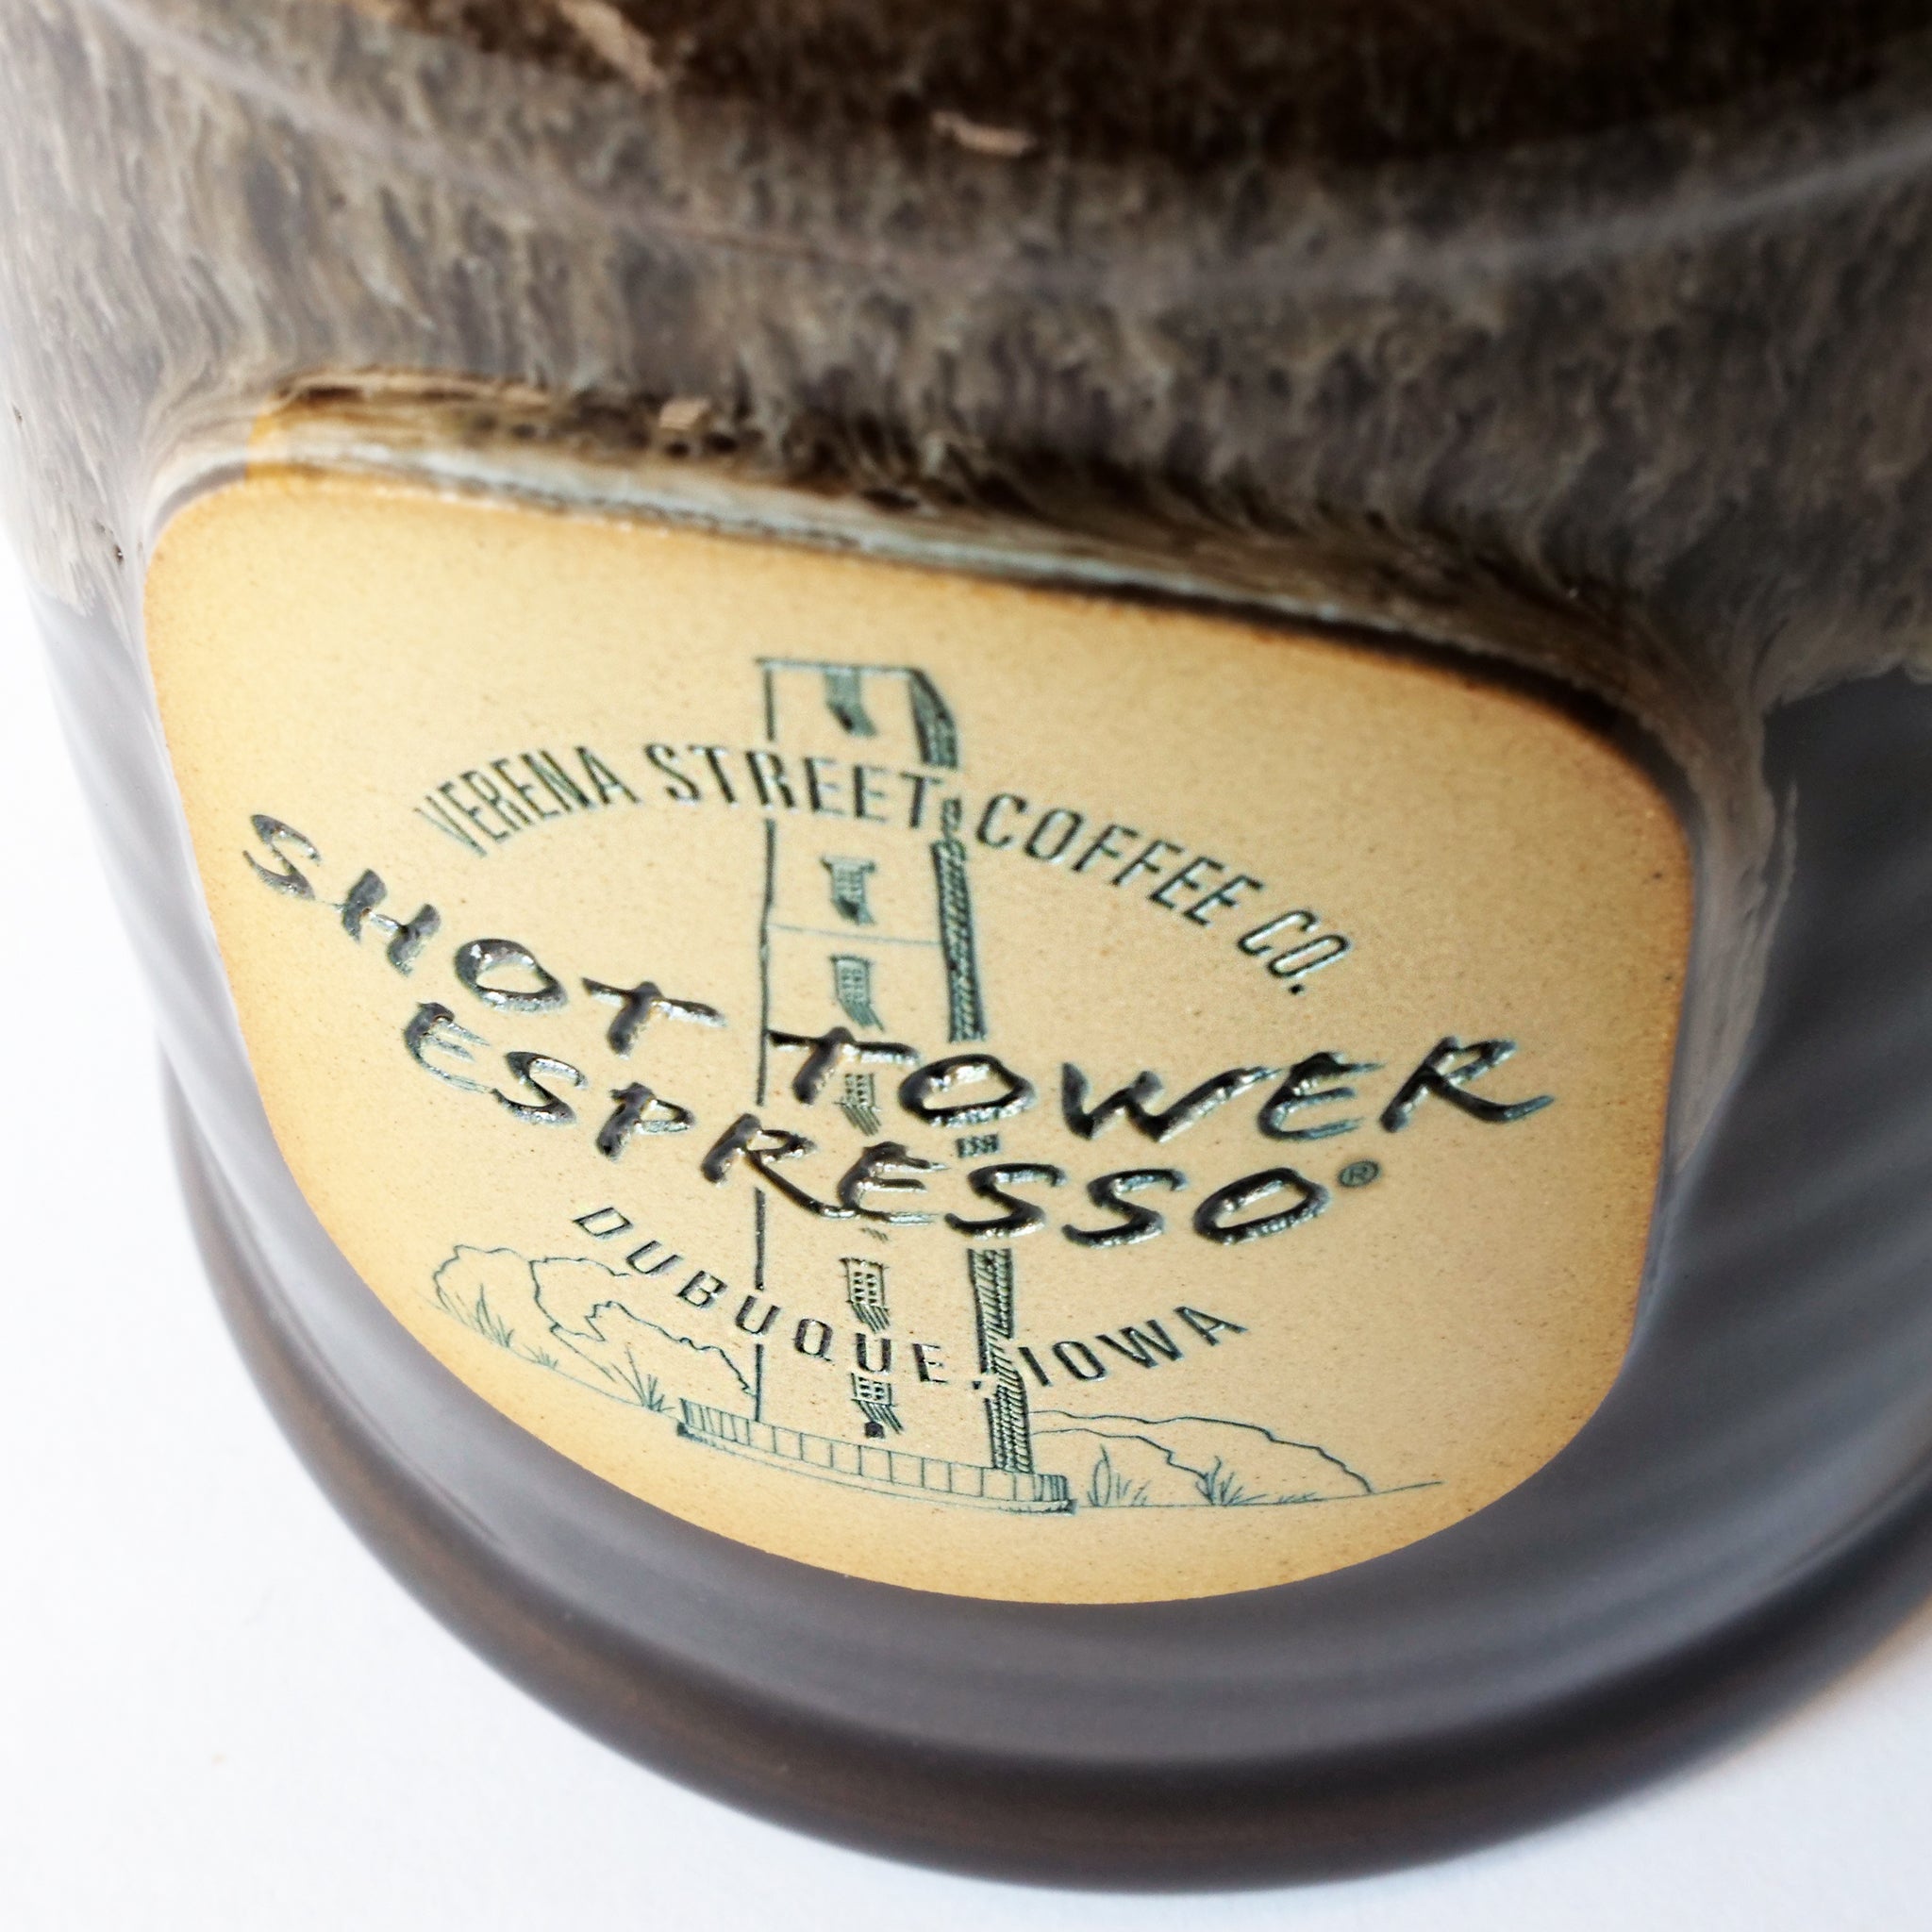 VERENA STREET COFFEE CO.
SHOT TOWER
ESPRESSO®
DUBUQUE, IOWA